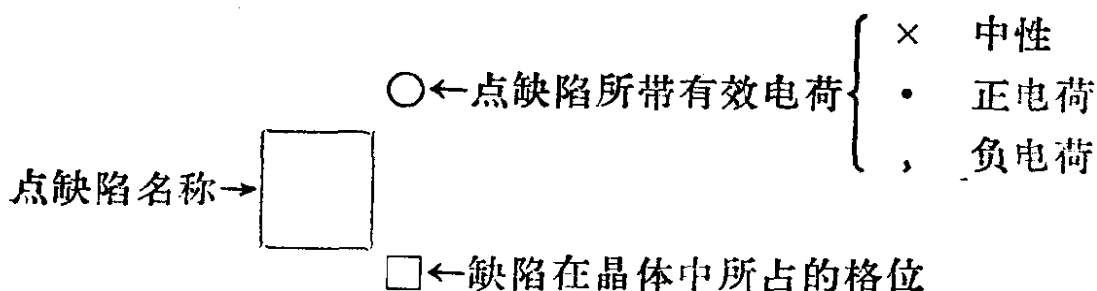 × 中性
○←点缺陷所带有效电荷{ • 正电荷
, 负电荷
点缺陷名称→
□←缺陷在晶体中所占的格位